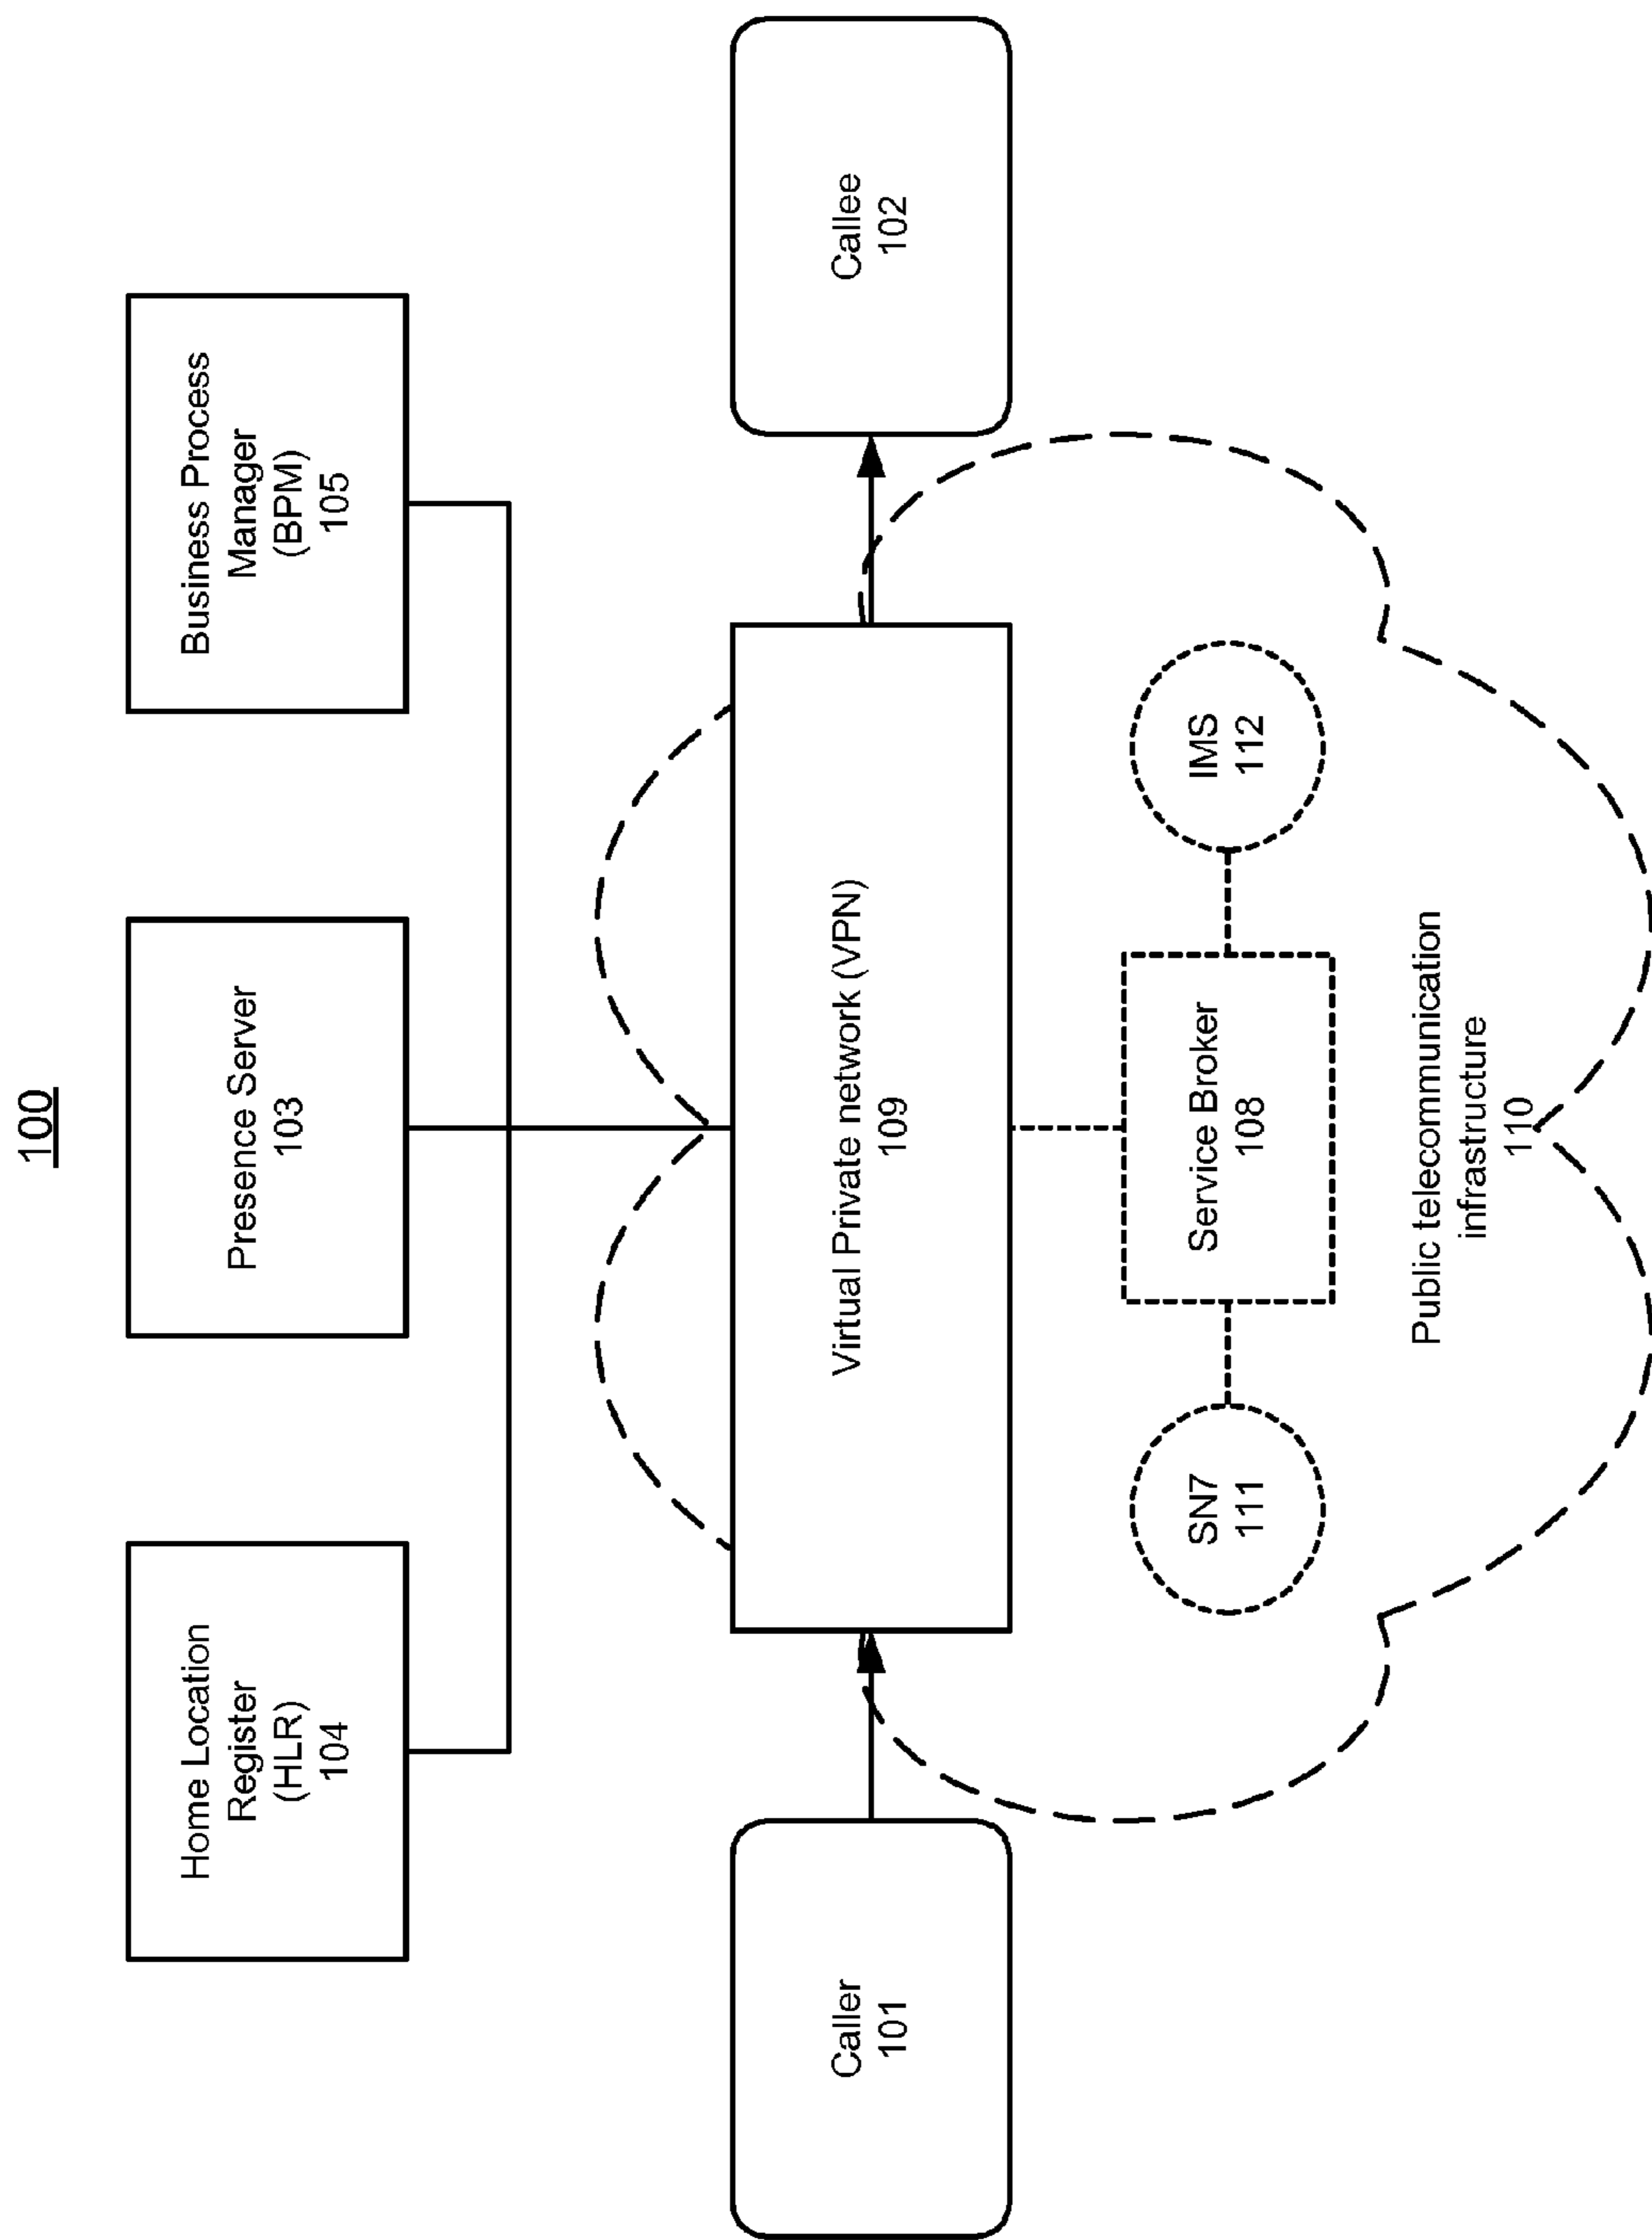 100
Home Location
Register
(HLR)
104
Presence Server
103
Business Process
Manager
(BPM)
105
Caller
101
Virtual Private network (VPN)
109
Callee
102
SN7
111
Service Broker
108
IMS
112
Public telecommunication
infrastructure
110